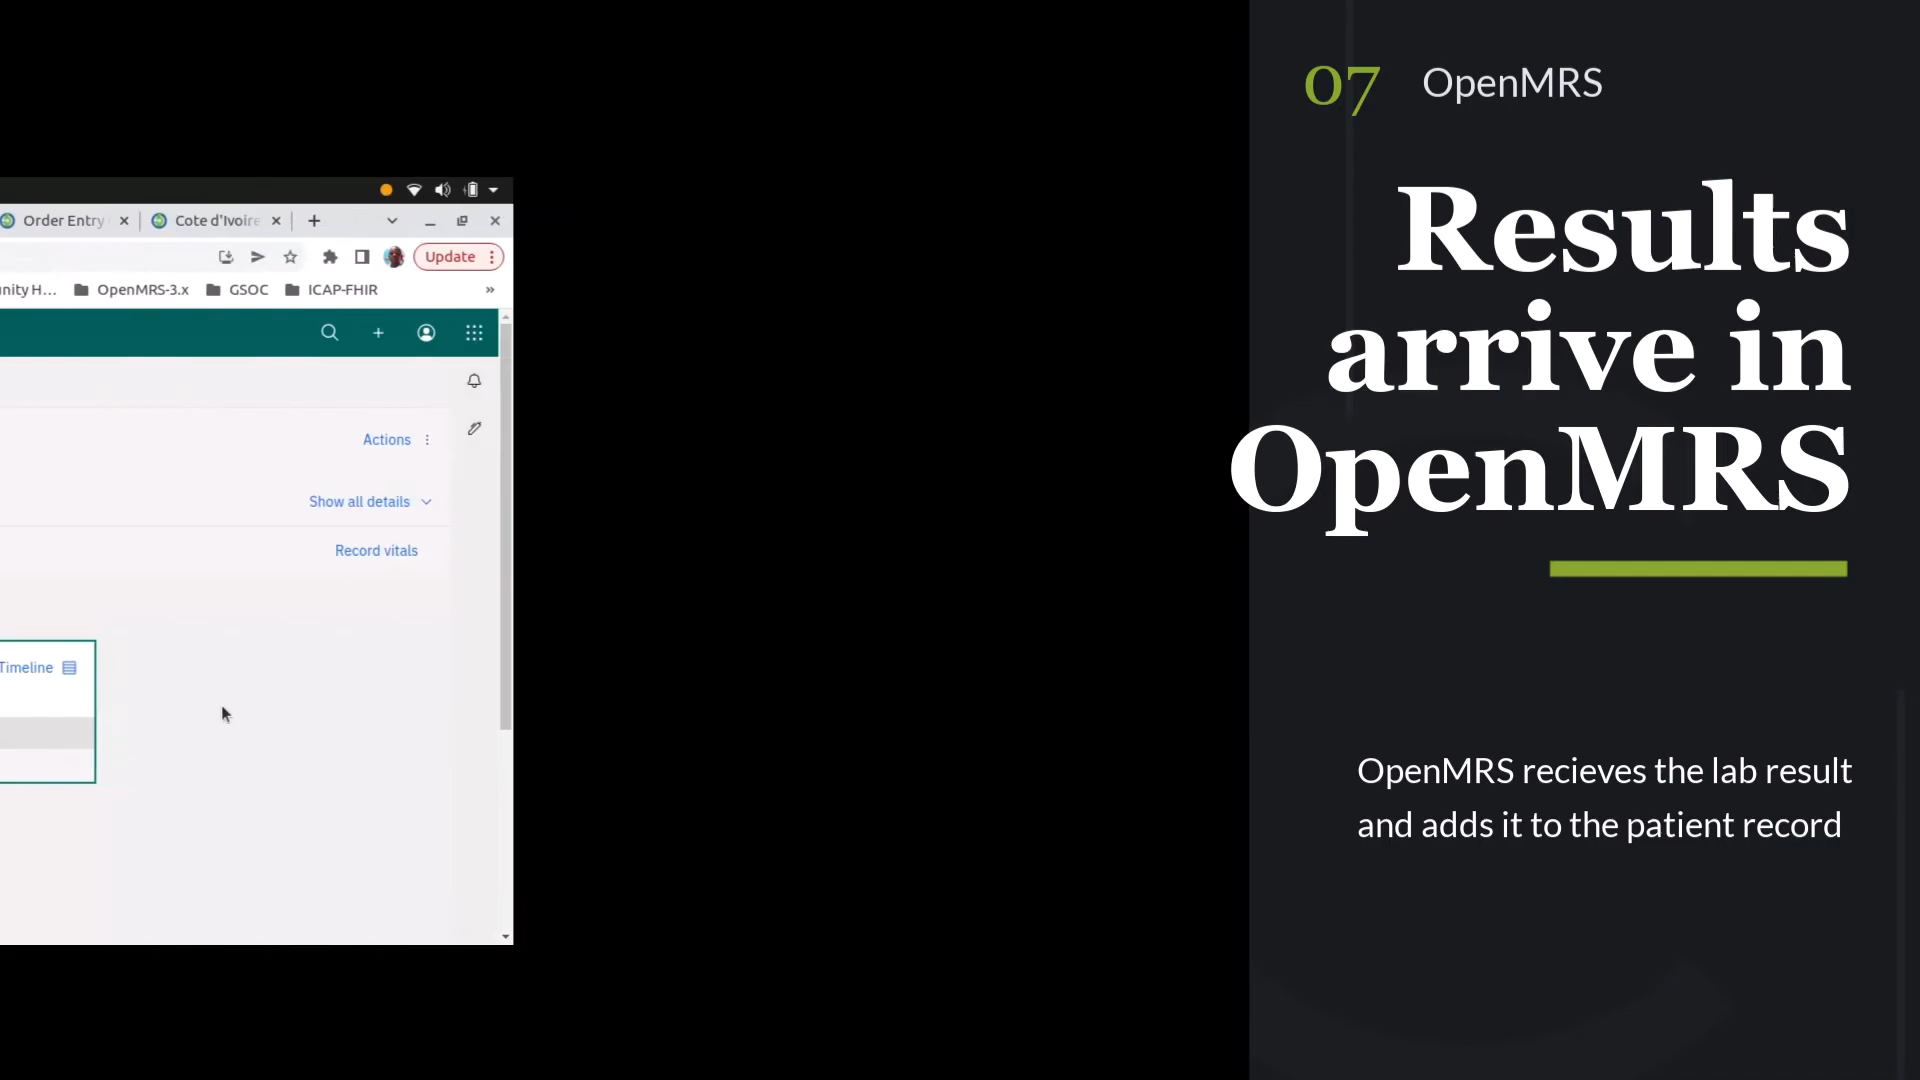 Order Entry
Cote d'Ivoire
Update
nity H...
OpenMRS-3.x
GSOC
ICAP-FHIR
»
Actions
Show all details
Record vitals
Timeline
07 OpenMRS
Results
arrive in
OpenMRS
OpenMRS recieves the lab result
and adds it to the patient record